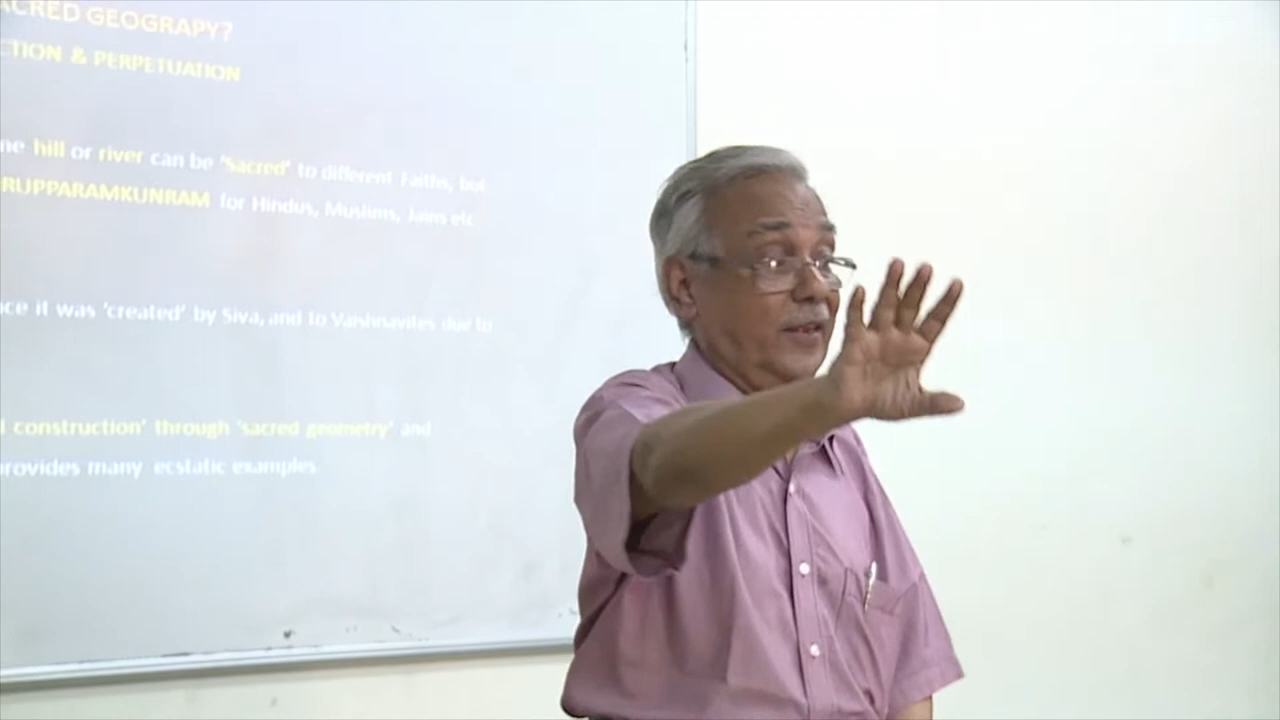 ACRED GEOGRAPY?
CTION & PERPETUATION
ne hill or river can be 'Sacred' to different Faiths, but
RUPPARAMKUNRAM for Hindus, Muslims, Jains etc
ce it was 'created' by Siva, and to Vaishnavites due to
l construction' through 'sacred geometry' and
provides many ecstatic examples